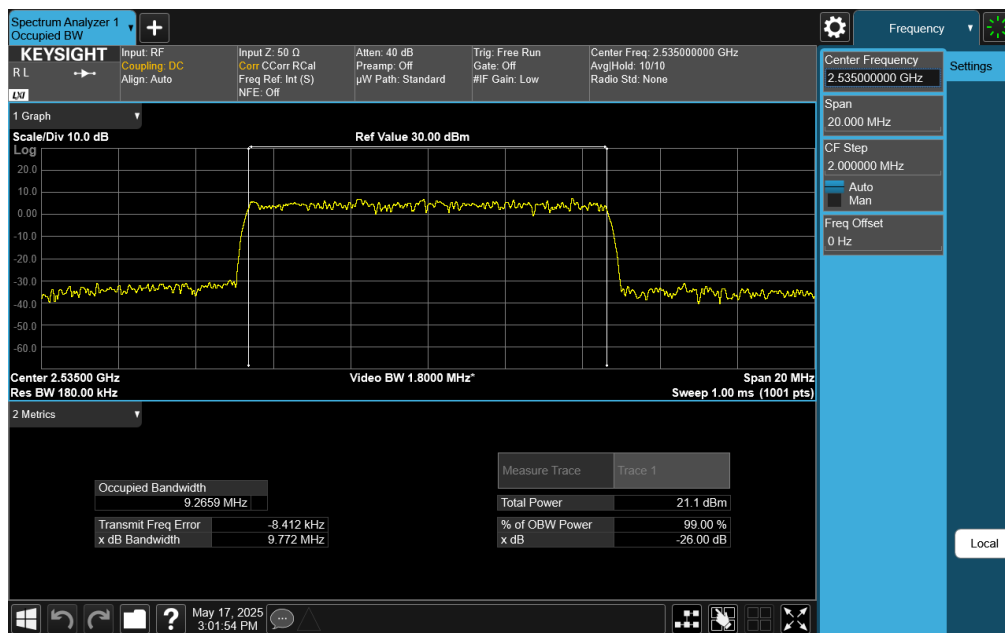 Spectrum Analyzer 1
Occupied BW
Frequency
KEYSIGHT
R L
LXI
Input: RF
Coupling: DC
Align: Auto
Input Z: 50 Ω
Corr CCorr RCal
Freq Ref: Int (S)
NFE: Off
Atten: 40 dB
Preamp: Off
µW Path: Standard
Trig: Free Run
Gate: Off
#IF Gain: Low
Center Freq: 2.535000000 GHz
Avg|Hold: 10/10
Radio Std: None
Center Frequency
2.535000000 GHz
Settings
Span
20.000 MHz
CF Step
2.000000 MHz
Auto
Man
Freq Offset
0 Hz
Local
1 Graph
Scale/Div 10.0 dB
Ref Value 30.00 dBm
Log
20.0
10.0
0.00
-10.0
-20.0
-30.0
-40.0
-50.0
-60.0
Center 2.53500 GHz
Video BW 1.8000 MHz*
Span 20 MHz
Res BW 180.00 kHz
Sweep 1.00 ms (1001 pts)
2 Metrics
Measure Trace
Trace 1
Occupied Bandwidth
9.2659 MHz
Total Power
21.1 dBm
Transmit Freq Error
-8.412 kHz
% of OBW Power
99.00 %
x dB Bandwidth
9.772 MHz
x dB
-26.00 dB
?
May 17, 2025
3:01:54 PM